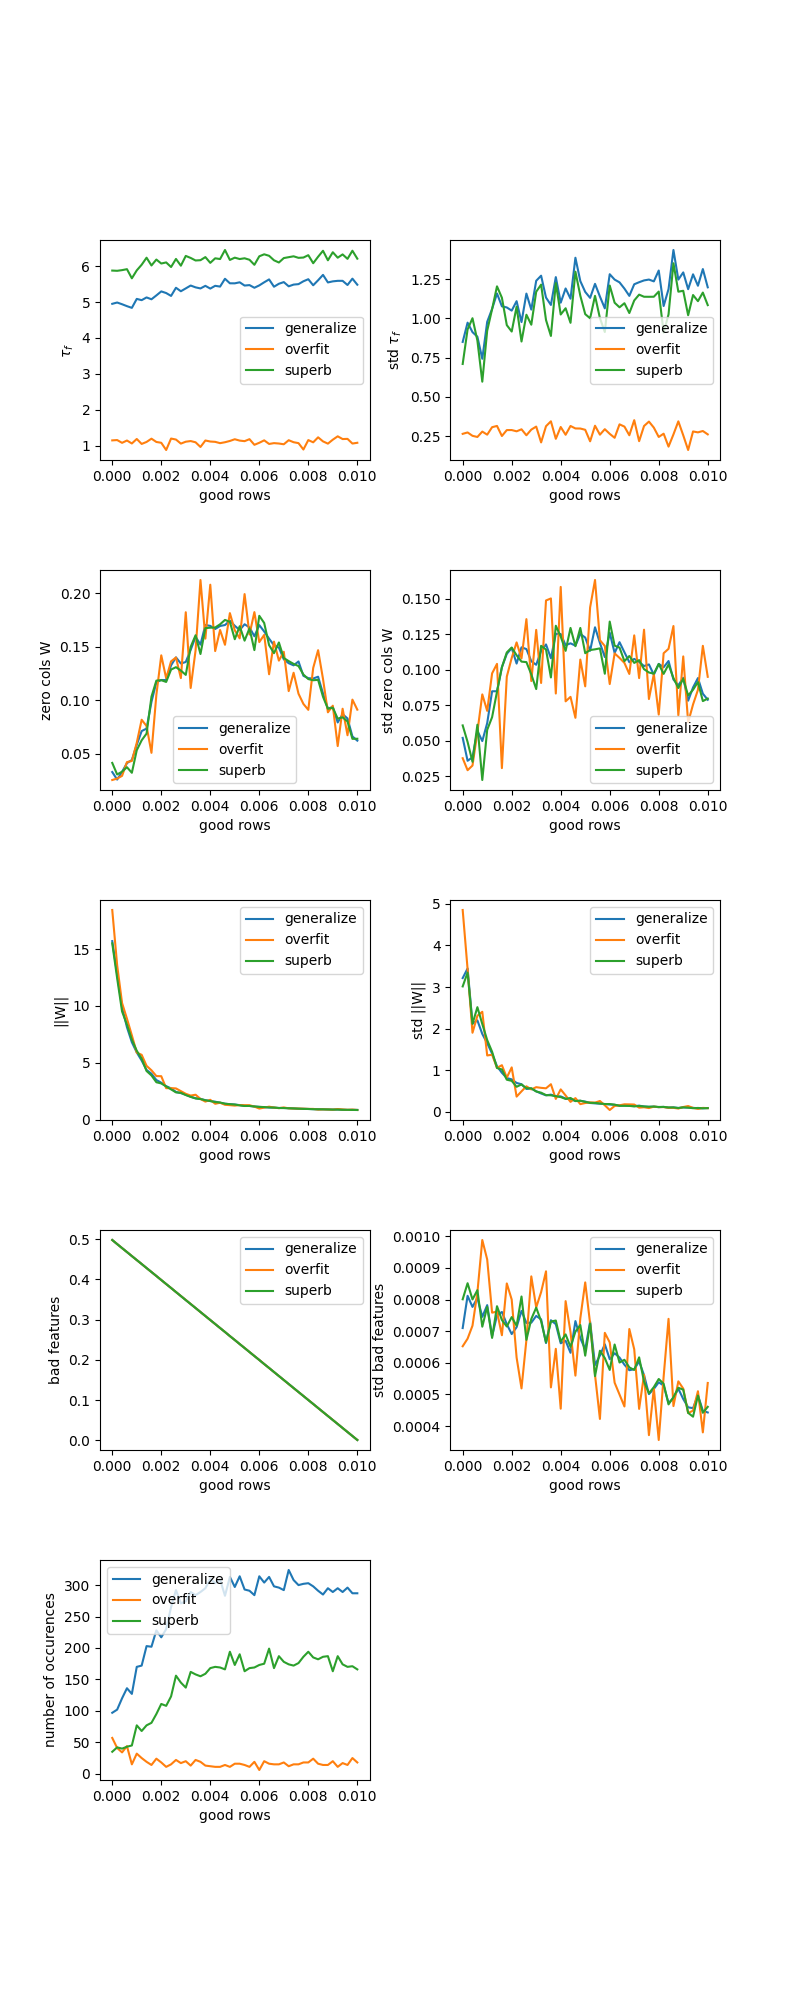 6
5
4
3
2
1
τf
0.000 0.002 0.004 0.006 0.008 0.010
good rows
generalize
overfit
superb
1.25
1.00
0.75
0.50
0.25
std τf
0.000 0.002 0.004 0.006 0.008 0.010
good rows
generalize
overfit
superb
0.20
0.15
0.10
0.05
zero cols W
0.000 0.002 0.004 0.006 0.008 0.010
good rows
generalize
overfit
superb
0.150
0.125
0.100
0.075
0.050
0.025
std zero cols W
0.000 0.002 0.004 0.006 0.008 0.010
good rows
generalize
overfit
superb
15
10
5
0
||W||
0.000 0.002 0.004 0.006 0.008 0.010
good rows
generalize
overfit
superb
5
4
3
2
1
0
std ||W||
0.000 0.002 0.004 0.006 0.008 0.010
good rows
generalize
overfit
superb
0.5
0.4
0.3
0.2
0.1
0.0
bad features
0.000 0.002 0.004 0.006 0.008 0.010
good rows
generalize
overfit
superb
0.0010
0.0009
0.0008
0.0007
0.0006
0.0005
0.0004
std bad features
0.000 0.002 0.004 0.006 0.008 0.010
good rows
generalize
overfit
superb
300
250
200
150
100
50
0
number of occurences
0.000 0.002 0.004 0.006 0.008 0.010
good rows
generalize
overfit
superb